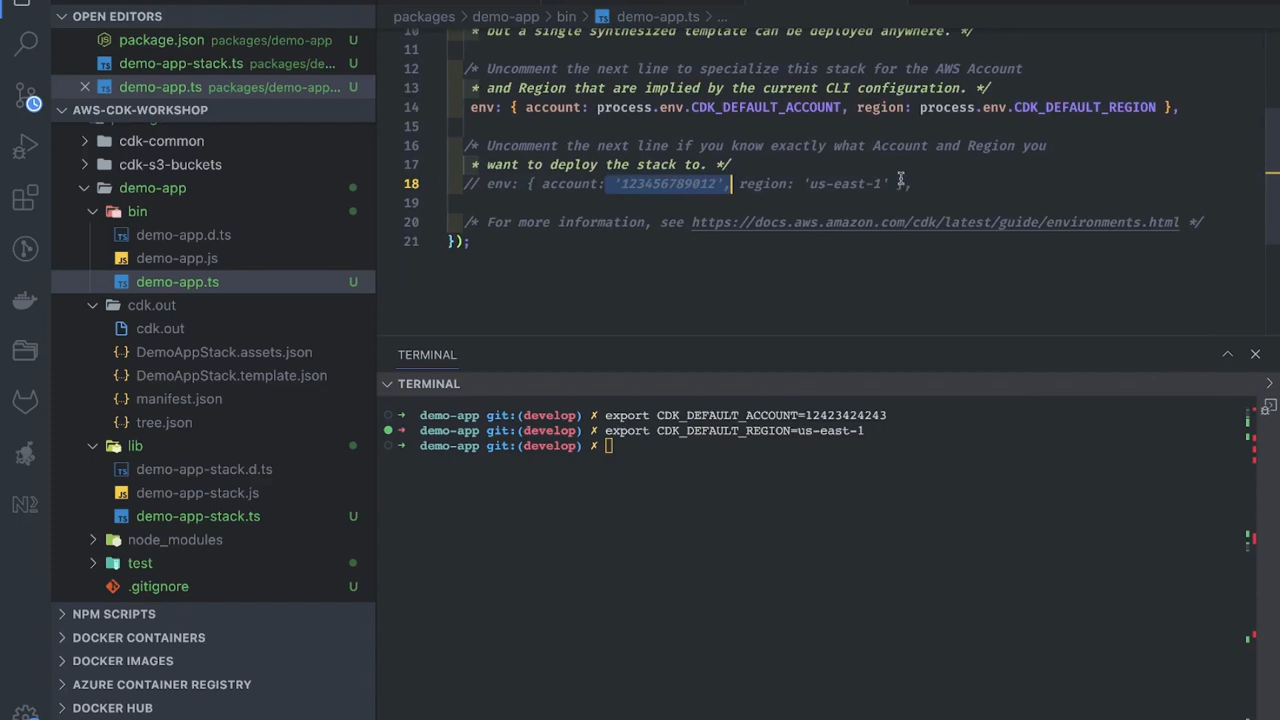 OPEN EDITORS
package.json packages/demo-app U
demo-app-stack.ts packages/de... U
demo-app.ts packages/demo-app... U
AWS-CDK-WORKSHOP
cdk-common
cdk-s3-buckets
demo-app
bin
demo-app.d.ts
demo-app.js
demo-app.ts U
cdk.out
cdk.out
DemoAppStack.assets.json
DemoAppStack.template.json
manifest.json
tree.json
lib
demo-app-stack.d.ts
demo-app-stack.js
demo-app-stack.ts U
node_modules
test
.gitignore U
NPM SCRIPTS
DOCKER CONTAINERS
DOCKER IMAGES
AZURE CONTAINER REGISTRY
DOCKER HUB
packages > demo-app > bin > demo-app.ts > ...
10 * but a single synthesized template can be deployed anywhere. */
11
12 /* Uncomment the next line to specialize this stack for the AWS Account
13 * and Region that are implied by the current CLI configuration. */
14 env: { account: process.env.CDK_DEFAULT_ACCOUNT, region: process.env.CDK_DEFAULT_REGION },
15
16 /* Uncomment the next line if you know exactly what Account and Region you
17 * want to deploy the stack to. */
18 // env: { account: '123456789012', region: 'us-east-1' },
19
20 /* For more information, see https://docs.aws.amazon.com/cdk/latest/guide/environments.html */
21 });
TERMINAL
TERMINAL
demo-app git:(develop) ✗ export CDK_DEFAULT_ACCOUNT=12423424243
demo-app git:(develop) ✗ export CDK_DEFAULT_REGION=us-east-1
demo-app git:(develop) ✗